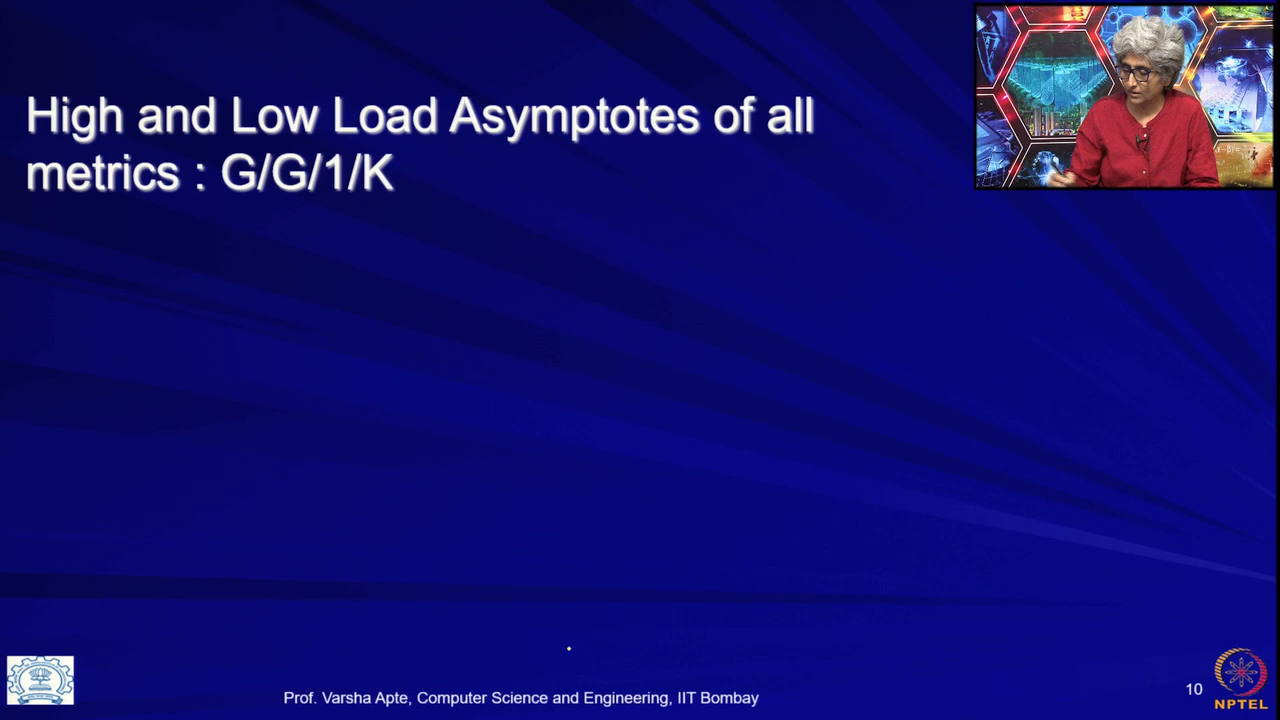 High and Low Load Asymptotes of all
metrics : G/G/1/K
Prof. Varsha Apte, Computer Science and Engineering, IIT Bombay
10
NPTEL